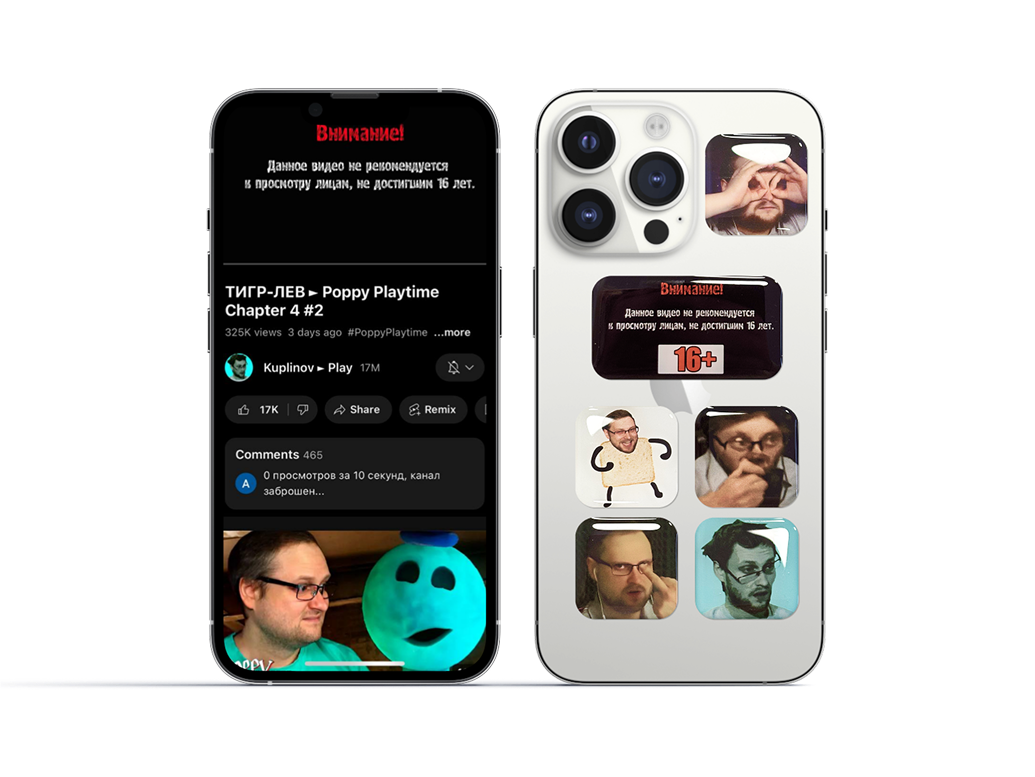 Внимание!
Данное видео не рекомендуется
к просмотру лицам, не достигшим 16 лет.
ТИГР-ЛЕВ ► Poppy Playtime
Chapter 4 #2
325K views 3 days ago #PoppyPlaytime ...more
Kuplinov ► Play 17M
17K Share Remix
Comments 465
A 0 просмотров за 10 секунд, канал
заброшен...
Внимание!
Данное видео не рекомендуется
к просмотру лицам, не достигшим 16 лет.
16+